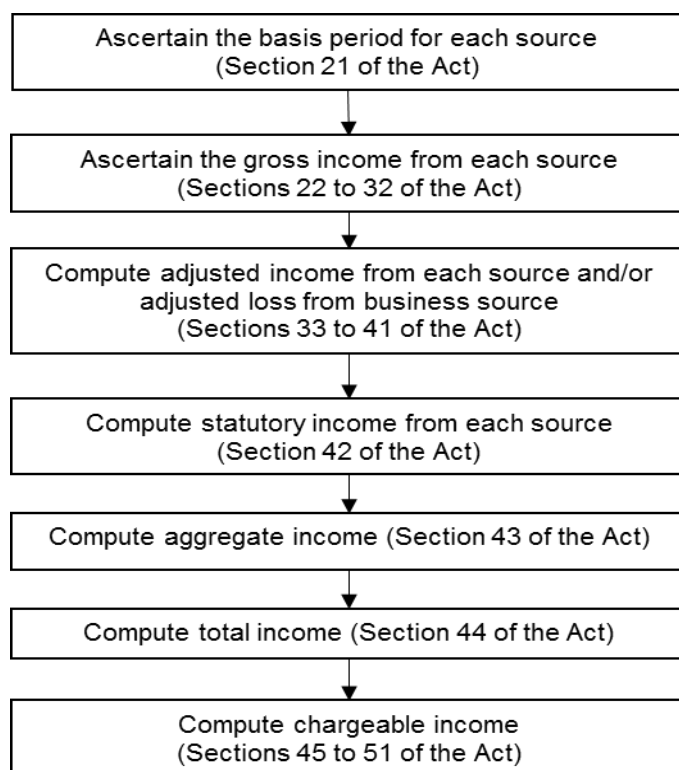 Ascertain the basis period for each source
(Section 21 of the Act)
Ascertain the gross income from each source
(Sections 22 to 32 of the Act)
Compute adjusted income from each source and/or
adjusted loss from business source
(Sections 33 to 41 of the Act)
Compute statutory income from each source
(Section 42 of the Act)
Compute aggregate income (Section 43 of the Act)
Compute total income (Section 44 of the Act)
Compute chargeable income
(Sections 45 to 51 of the Act)